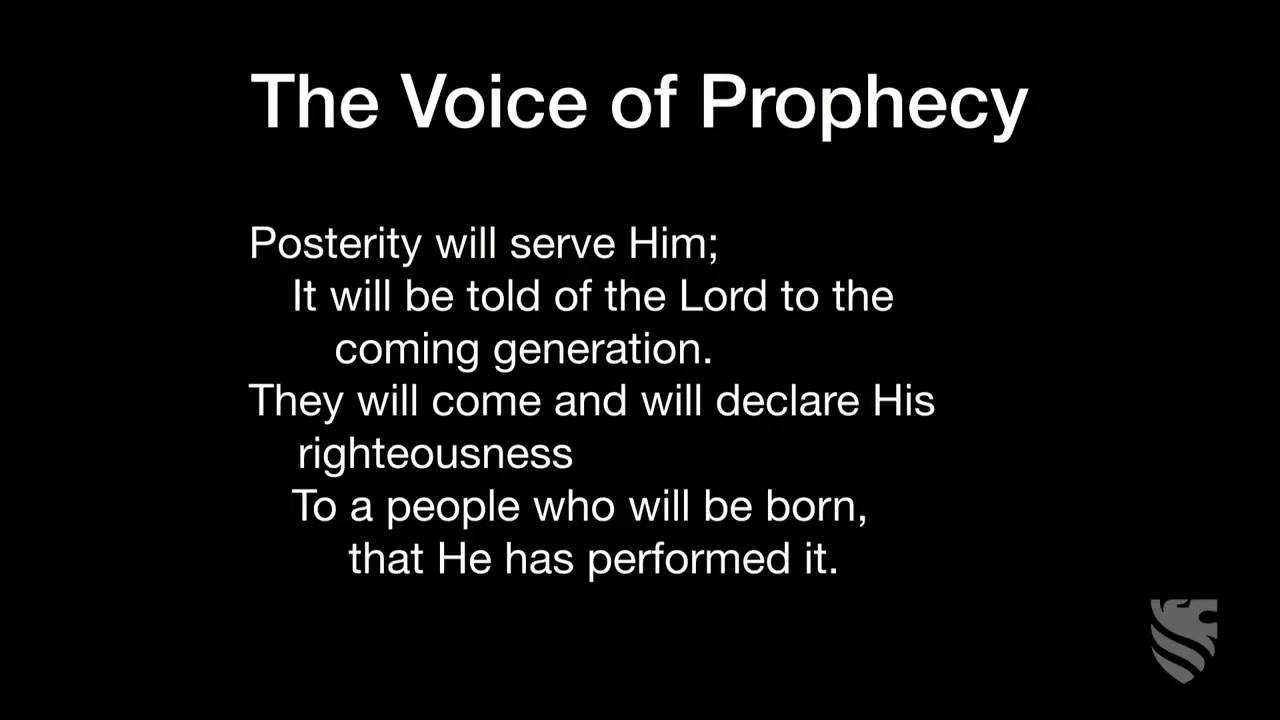 The Voice of Prophecy
Posterity will serve Him;
It will be told of the Lord to the
coming generation.
They will come and will declare His
righteousness
To a people who will be born,
that He has performed it.